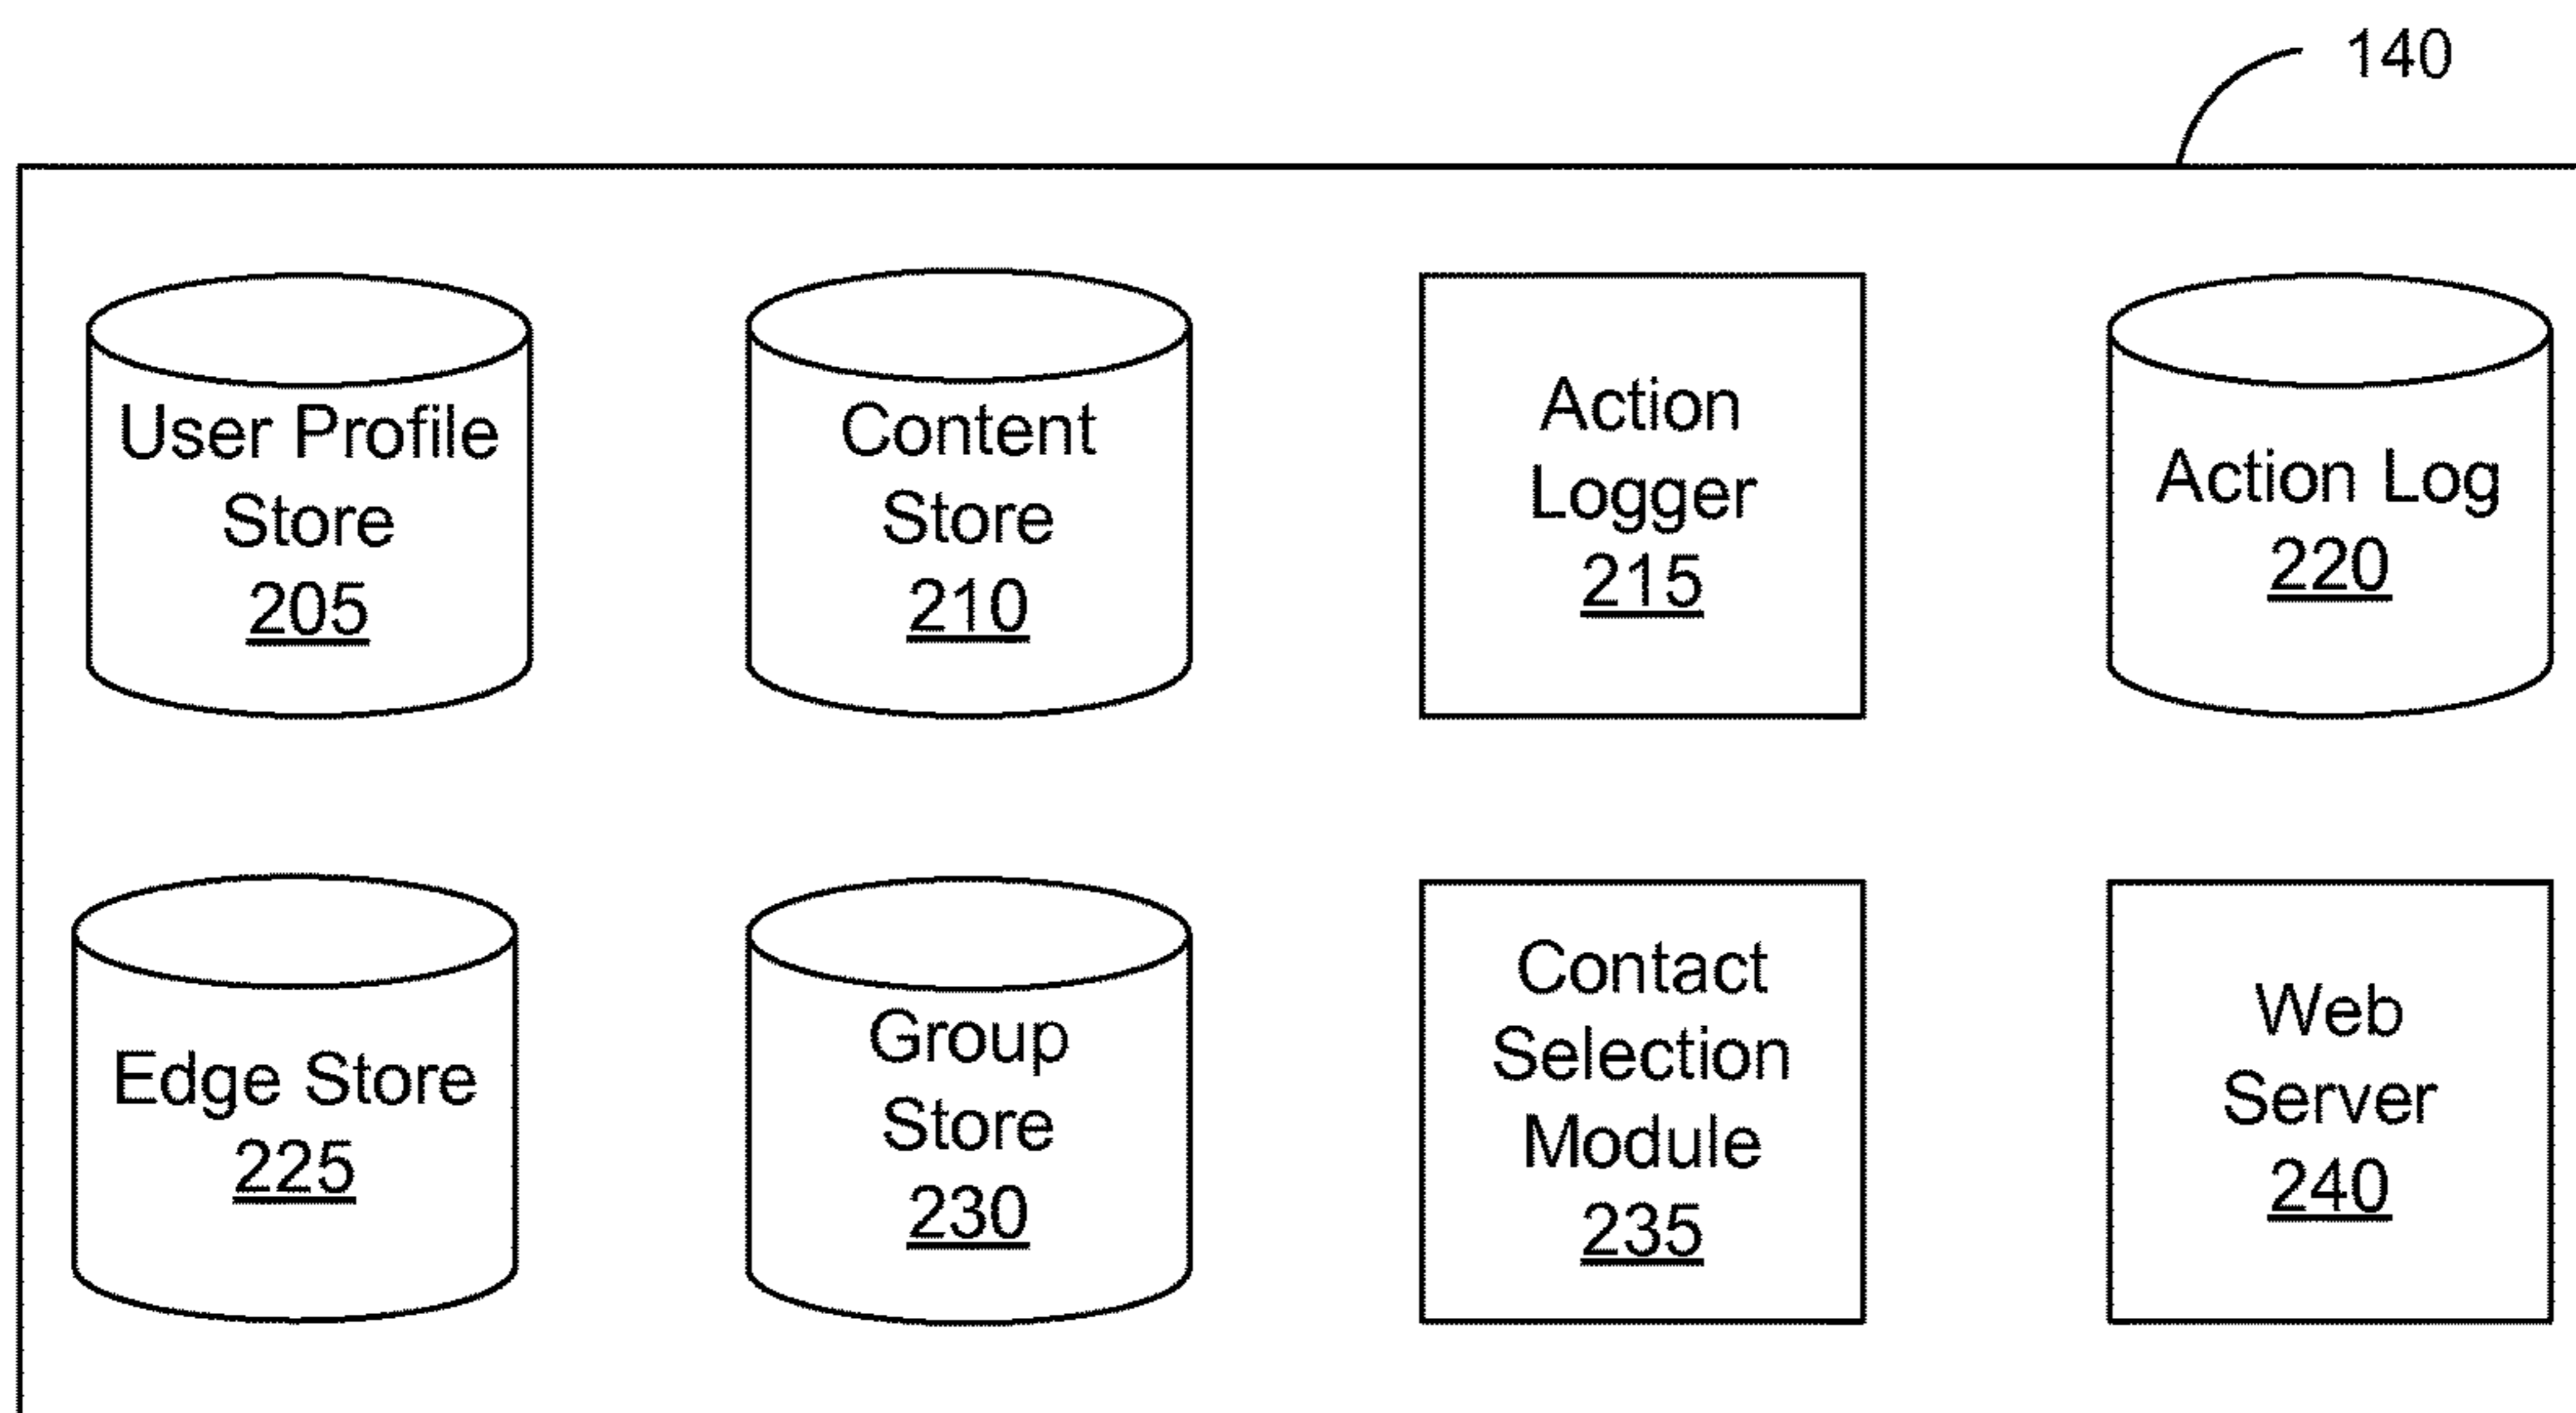 140
User Profile
Store
205
Content
Store
210
Action
Logger
215
Action Log
220
Edge Store
225
Group
Store
230
Contact
Selection
Module
235
Web
Server
240